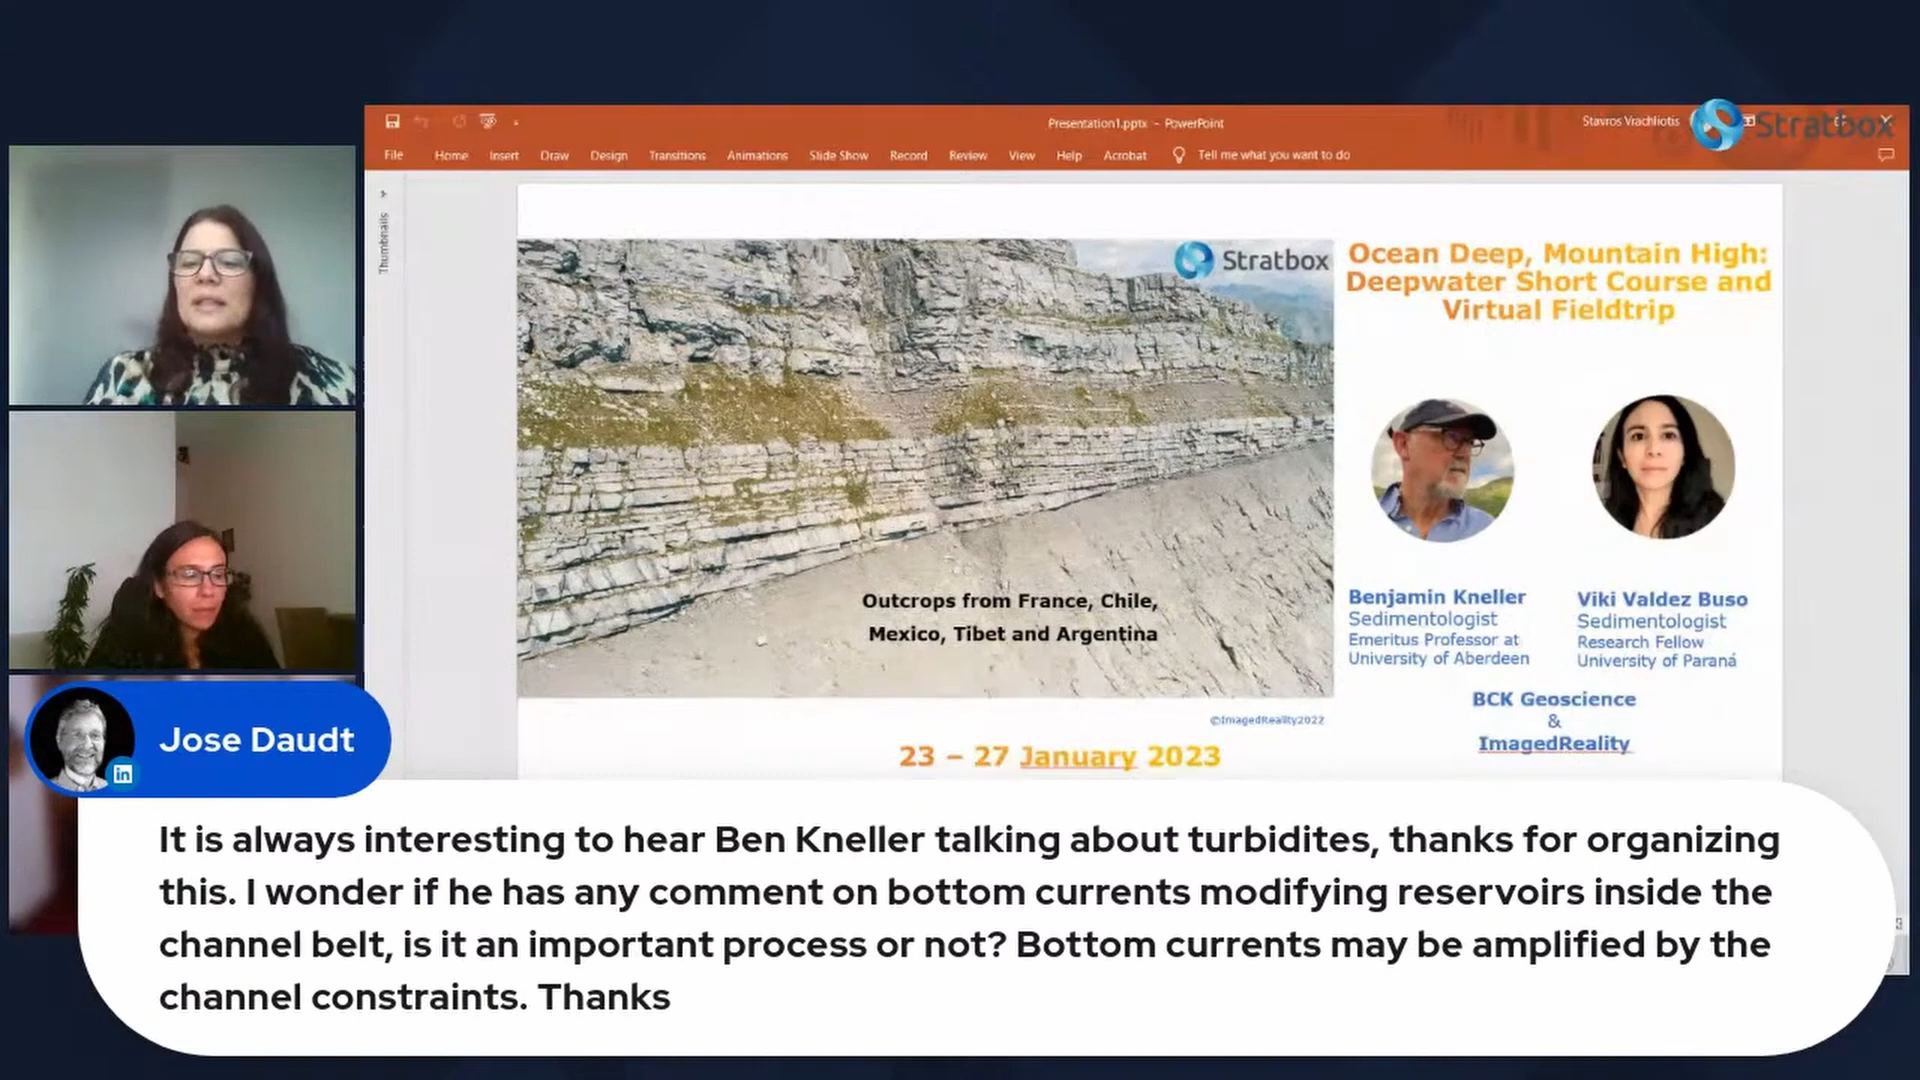 Presentation1.pptx - PowerPoint
Stavros Vrachliotis
Stratbox
File Home Insert Draw Design Transitions Animations Slide Show Record Review View Help Acrobat Tell me what you want to do
Thumbnails
Stratbox
Ocean Deep, Mountain High:
Deepwater Short Course and
Virtual Fieldtrip
Outcrops from France, Chile,
Mexico, Tibet and Argentina
Benjamin Kneller
Sedimentologist
Emeritus Professor at
University of Aberdeen
Viki Valdez Buso
Sedimentologist
Research Fellow
University of Paraná
BCK Geoscience
&
ImagedReality
©ImagedReality2022
23 – 27 January 2023
Jose Daudt
in
It is always interesting to hear Ben Kneller talking about turbidites, thanks for organizing
this. I wonder if he has any comment on bottom currents modifying reservoirs inside the
channel belt, is it an important process or not? Bottom currents may be amplified by the
channel constraints. Thanks